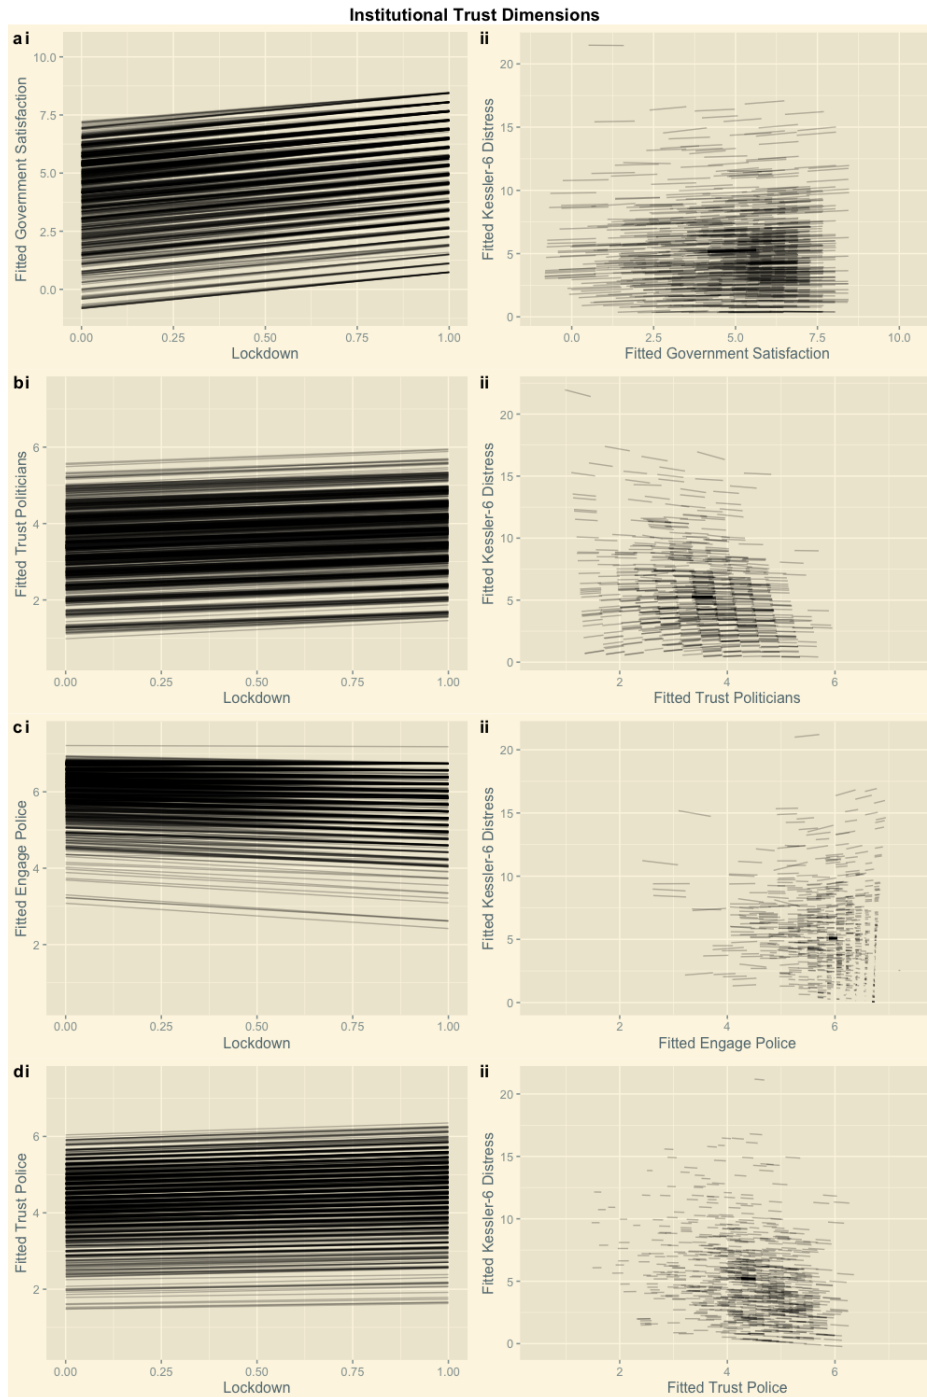 Institutional Trust Dimensions
a i
ii
10.0
7.5
5.0
2.5
0.0
Fitted Government Satisfaction
0.00 0.25 0.50 0.75 1.00
Lockdown
20
15
10
5
0
Fitted Kessler-6 Distress
0.0 2.5 5.0 7.5 10.0
Fitted Government Satisfaction
b i
ii
6
4
2
Fitted Trust Politicians
0.00 0.25 0.50 0.75 1.00
Lockdown
20
15
10
5
0
Fitted Kessler-6 Distress
2 4 6
Fitted Trust Politicians
c i
ii
6
4
2
Fitted Engage Police
0.00 0.25 0.50 0.75 1.00
Lockdown
20
15
10
5
0
Fitted Kessler-6 Distress
2 4 6
Fitted Engage Police
d i
ii
6
4
2
Fitted Trust Police
0.00 0.25 0.50 0.75 1.00
Lockdown
20
15
10
5
0
Fitted Kessler-6 Distress
2 4 6
Fitted Trust Police